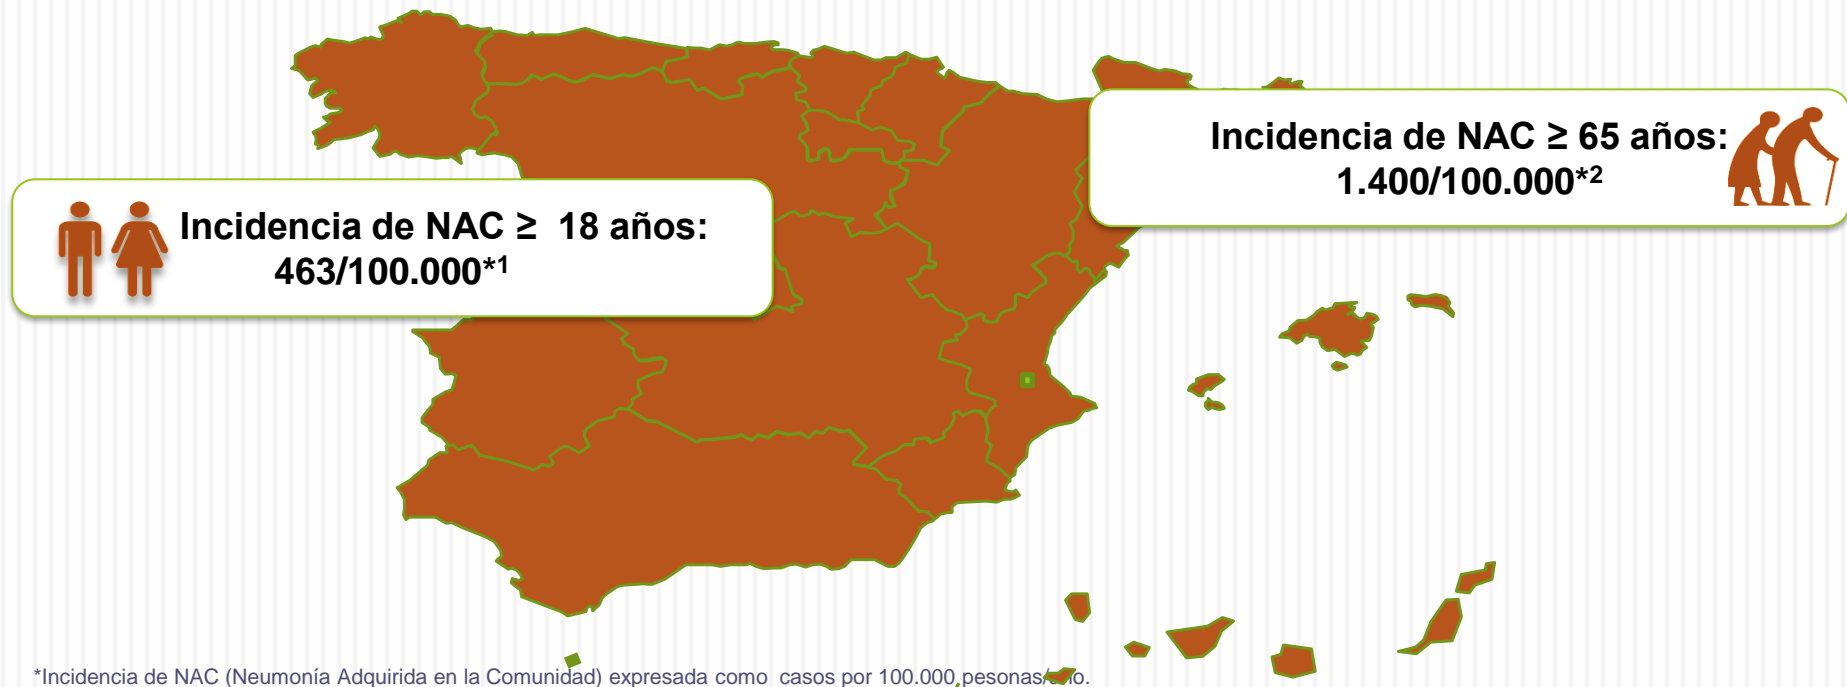 Incidencia de NAC ≥ 65 años:
1.400/100.000*2
Incidencia de NAC ≥ 18 años:
463/100.000*1
*Incidencia de NAC (Neumonía Adquirida en la Comunidad) expresada como casos por 100.000 pesonas/